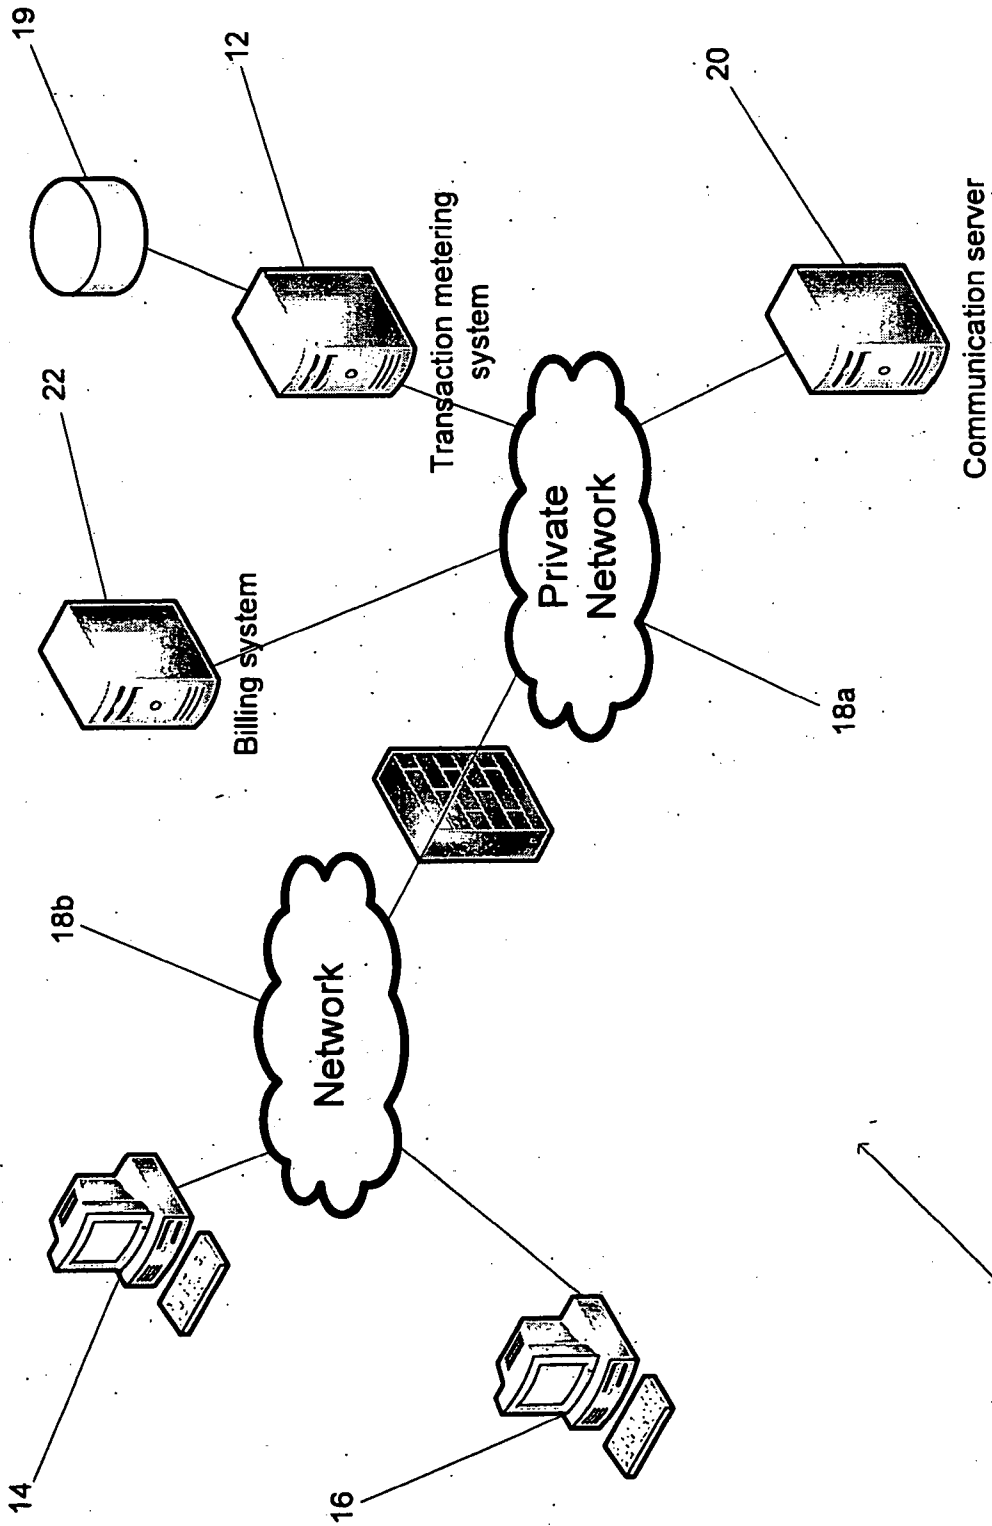 14
18b
22
19
12
Billing system
Transaction metering
system
Network
16
Private
Network
18a
20
Communication server